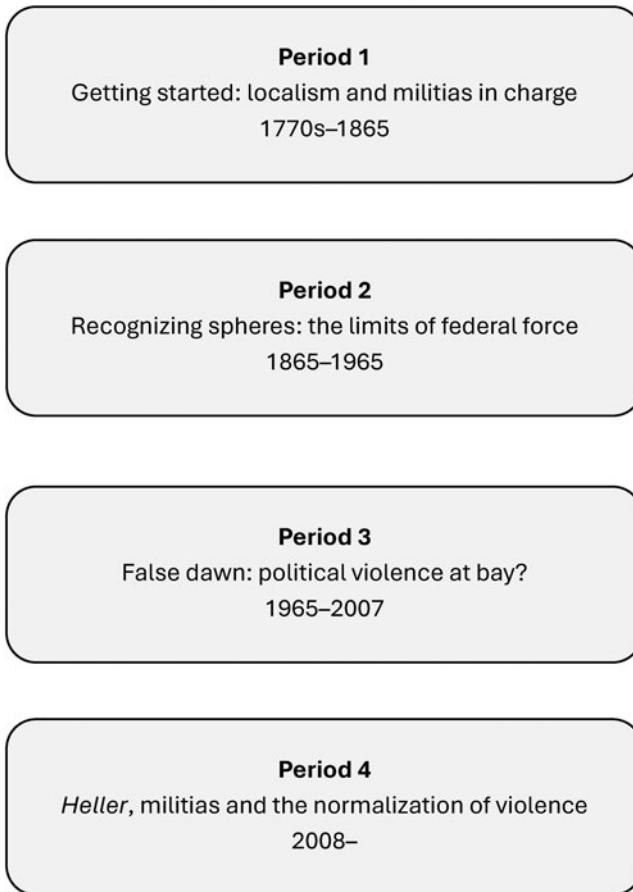 Period 1
Getting started: localism and militias in charge
1770s–1865
Period 2
Recognizing spheres: the limits of federal force
1865–1965
Period 3
False dawn: political violence at bay?
1965–2007
Period 4
Heller, militias and the normalization of violence
2008–